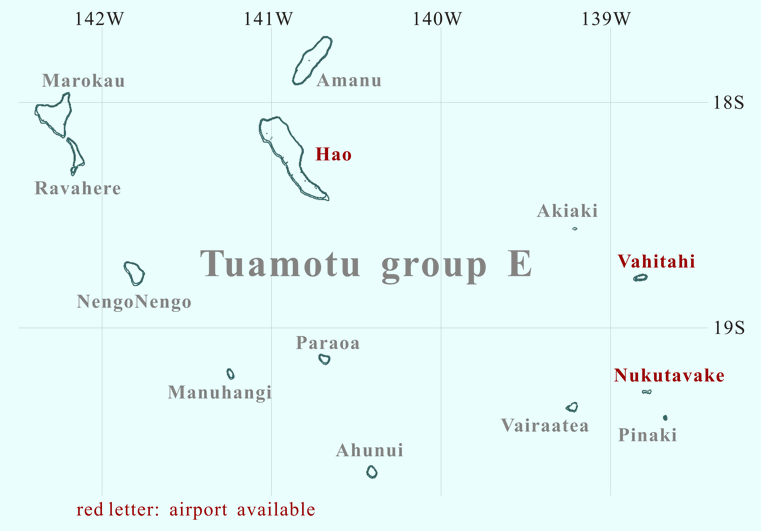 142W 141W 140W 139W
Marokau
Amanu
18S
Hao
Ravahere
Akiaki
Tuamotu group E
Vahitahi
NengoNengo
19S
Paraoa
Nukutavake
Manuhangi
Vairaatea
Pinaki
Ahunui
red letter: airport available